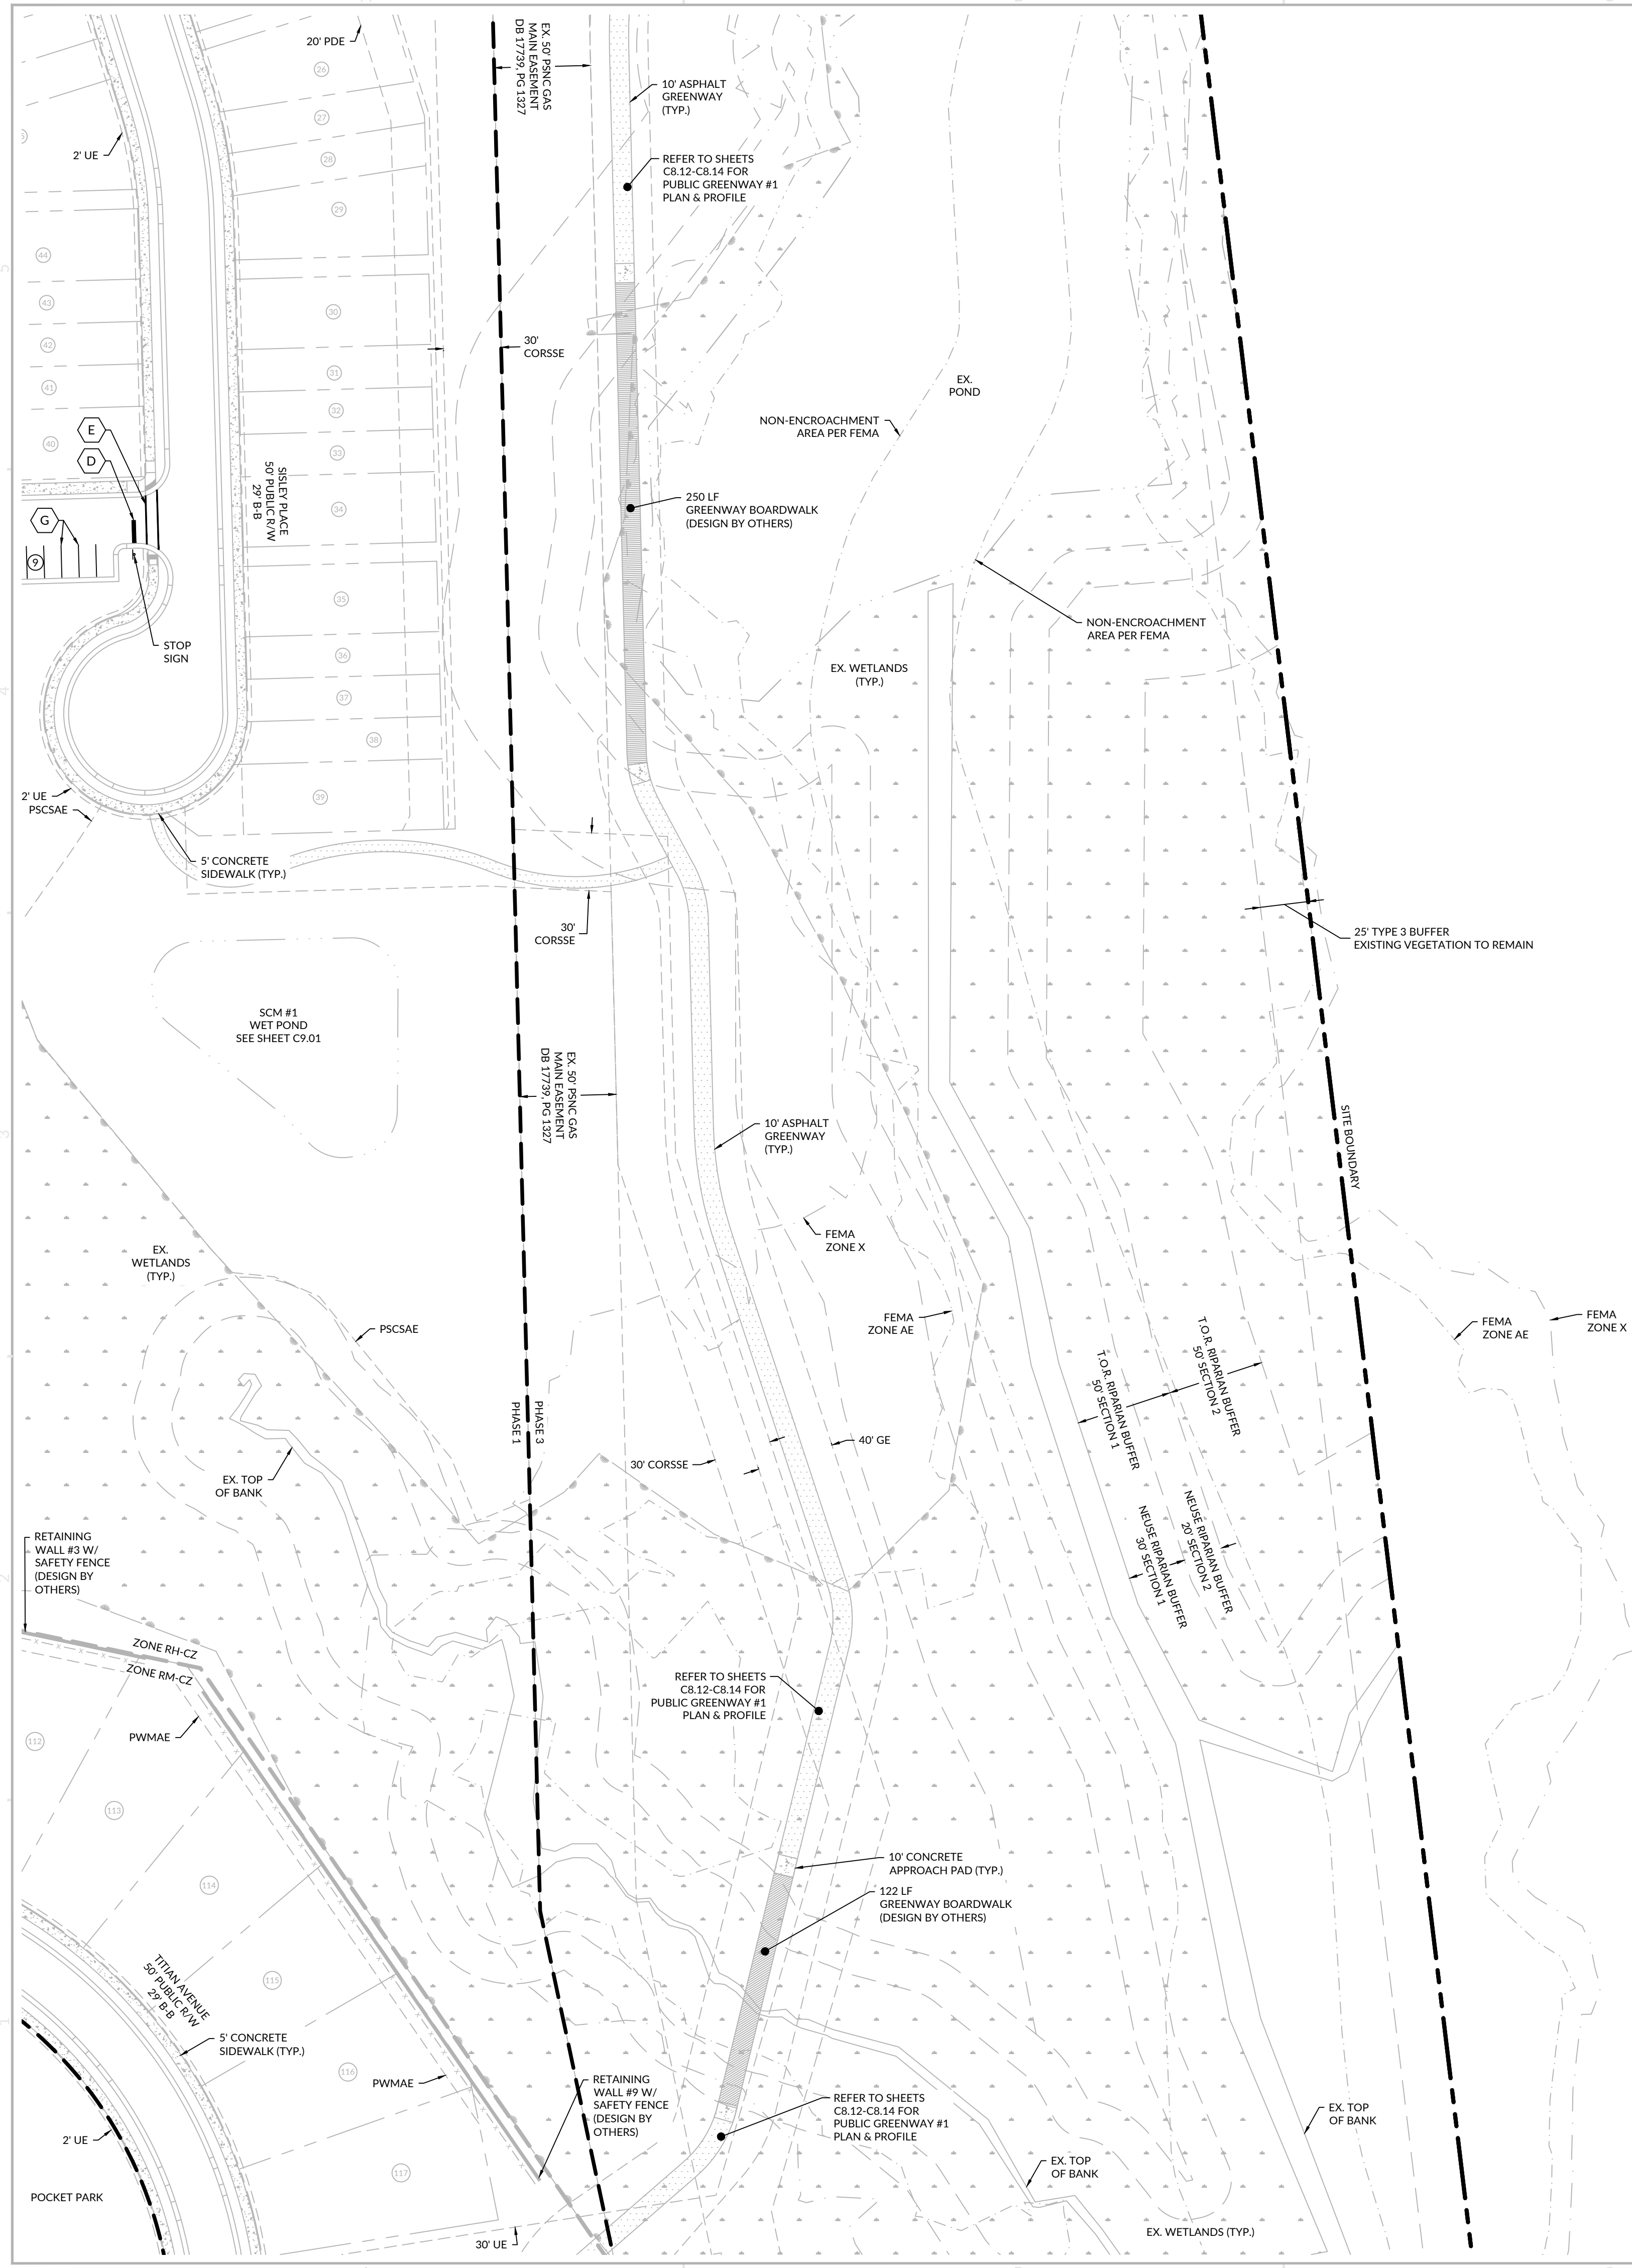 20' PDE
EX. 50' PSNC GAS
MAIN EASEMENT
DB 17739, PG 1327
10' ASPHALT
GREENWAY
(TYP.)
26
27
28
29
2' UE
REFER TO SHEETS
C8.12-C8.14 FOR
PUBLIC GREENWAY #1
PLAN & PROFILE
44
43
42
41
40
30
31
32
33
34
35
36
37
38
39
30'
CORSSE
EX.
POND
NON-ENCROACHMENT
AREA PER FEMA
E
D
G
9
SISLEY PLACE
50' PUBLIC R/W
29' B-B
250 LF
GREENWAY BOARDWALK
(DESIGN BY OTHERS)
NON-ENCROACHMENT
AREA PER FEMA
STOP
SIGN
EX. WETLANDS
(TYP.)
2' UE
PSCSAE
5' CONCRETE
SIDEWALK (TYP.)
30'
CORSSE
25' TYPE 3 BUFFER
EXISTING VEGETATION TO REMAIN
SCM #1
WET POND
SEE SHEET C9.01
EX. 50' PSNC GAS
MAIN EASEMENT
DB 17739, PG 1327
10' ASPHALT
GREENWAY
(TYP.)
SITE BOUNDARY
FEMA
ZONE X
EX.
WETLANDS
(TYP.)
PSCSAE
FEMA
ZONE AE
FEMA
ZONE AE
FEMA
ZONE X
T.O.R. RIPARIAN BUFFER
50' SECTION 2
T.O.R. RIPARIAN BUFFER
50' SECTION 1
PHASE 3
PHASE 1
40' GE
30' CORSSE
EX. TOP
OF BANK
NEUSE RIPARIAN BUFFER
20' SECTION 2
NEUSE RIPARIAN BUFFER
30' SECTION 1
RETAINING
WALL #3 W/
SAFETY FENCE
(DESIGN BY
OTHERS)
ZONE RH-CZ
ZONE RM-CZ
PWMAE
REFER TO SHEETS
C8.12-C8.14 FOR
PUBLIC GREENWAY #1
PLAN & PROFILE
112
113
114
115
116
117
10' CONCRETE
APPROACH PAD (TYP.)
122 LF
GREENWAY BOARDWALK
(DESIGN BY OTHERS)
TITIAN AVENUE
50' PUBLIC R/W
29' B-B
5' CONCRETE
SIDEWALK (TYP.)
PWMAE
RETAINING
WALL #9 W/
SAFETY FENCE
(DESIGN BY
OTHERS)
REFER TO SHEETS
C8.12-C8.14 FOR
PUBLIC GREENWAY #1
PLAN & PROFILE
EX. TOP
OF BANK
2' UE
EX. TOP
OF BANK
POCKET PARK
30' UE
EX. WETLANDS (TYP.)